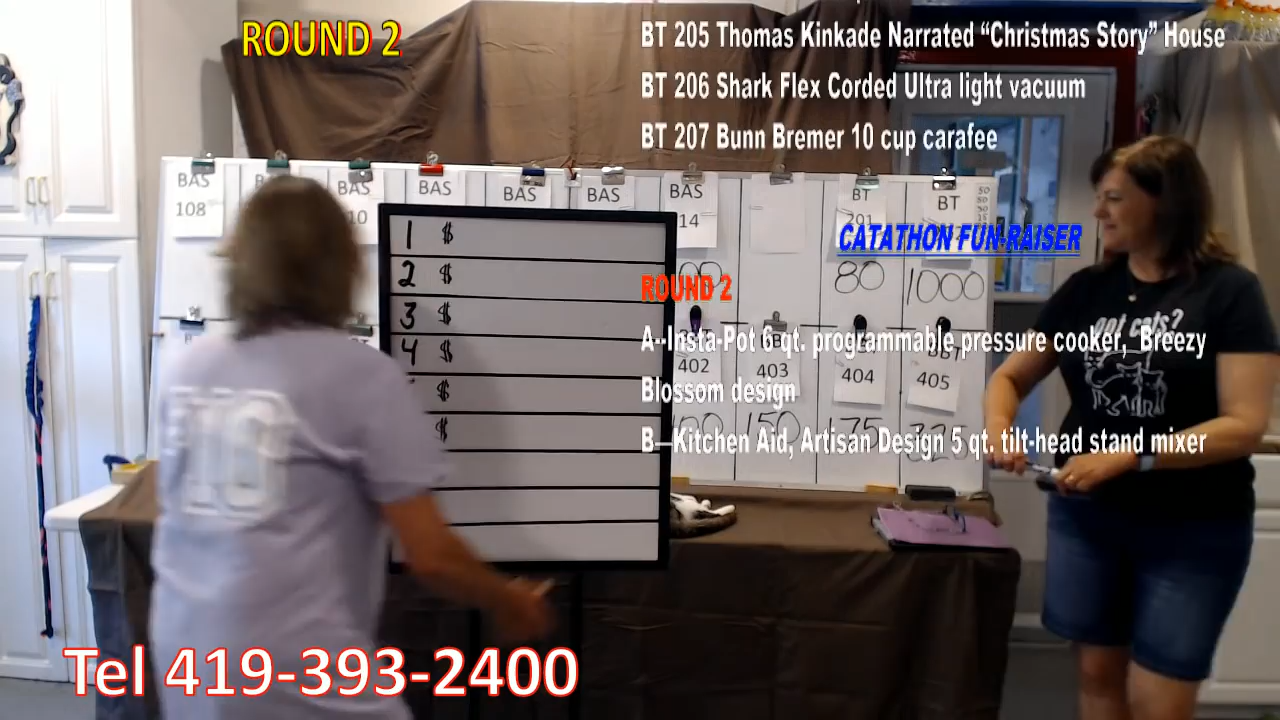 ROUND 2
BT 205 Thomas Kinkade Narrated “Christmas Story” House
BT 206 Shark Flex Corded Ultra light vacuum
BT 207 Bunn Bremer 10 cup carafee
BAS
108
BAS
10
BAS
BAS
BAS
BAS
14
BT
201
BT
CATATHON FUN-RAISER
80
1000
ROUND 2
A--Insta-Pot 6 qt. programmable pressure cooker, Breezy
Blossom design
B—Kitchen Aid, Artisan Design 5 qt. tilt-head stand mixer
1 $
2 $
3 $
4 $
$
$
402
403
404
BBT
405
150
175
325
got cats?
Tel 419-393-2400